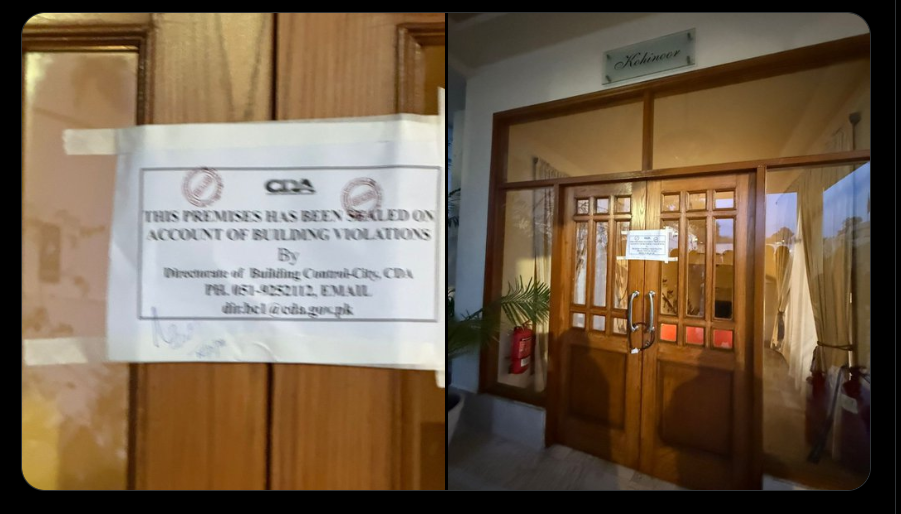 CDA
THIS PREMISES HAS BEEN SEALED ON
ACCOUNT OF BUILDING VIOLATIONS
By
Directorate of Building Control-City, CDA
PH. 051-9252112, EMAIL
dir.bc1@cda.gov.pk
Kohinoor